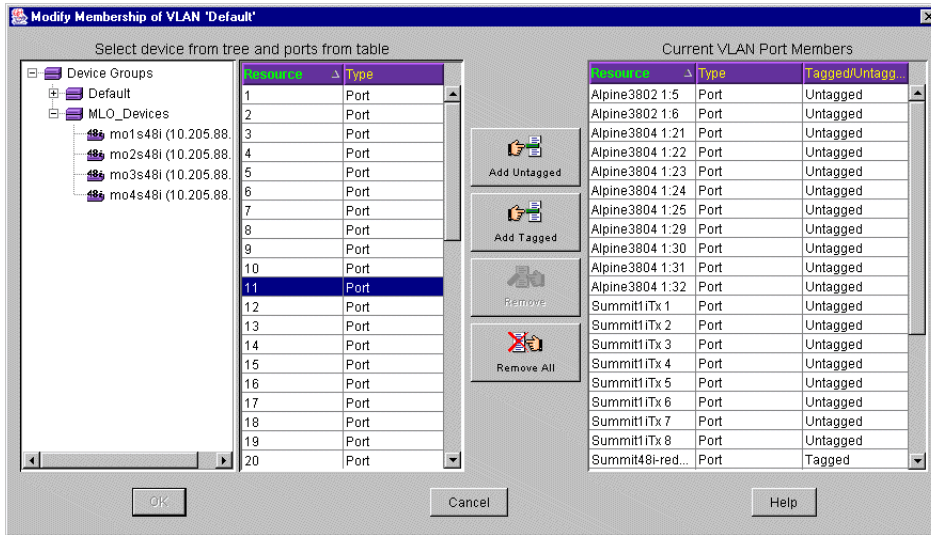 Modify Membership of VLAN 'Default'
Select device from tree and ports from table
Current VLAN Port Members
Device Groups
Default
MLO_Devices
mo1s48i (10.205.88.
mo2s48i (10.205.88.
mo3s48i (10.205.88.
mo4s48i (10.205.88.
Resource Type
1 Port
2 Port
3 Port
4 Port
5 Port
6 Port
7 Port
8 Port
9 Port
10 Port
11 Port
12 Port
13 Port
14 Port
15 Port
16 Port
17 Port
18 Port
19 Port
20 Port
Add Untagged
Add Tagged
Remove
Remove All
Resource Type Tagged/Untagg...
Alpine3802 1:5 Port Untagged
Alpine3802 1:6 Port Untagged
Alpine3804 1:21 Port Untagged
Alpine3804 1:22 Port Untagged
Alpine3804 1:23 Port Untagged
Alpine3804 1:24 Port Untagged
Alpine3804 1:25 Port Untagged
Alpine3804 1:29 Port Untagged
Alpine3804 1:30 Port Untagged
Alpine3804 1:31 Port Untagged
Alpine3804 1:32 Port Untagged
Summit1iTx 1 Port Untagged
Summit1iTx 2 Port Untagged
Summit1iTx 3 Port Untagged
Summit1iTx 4 Port Untagged
Summit1iTx 5 Port Untagged
Summit1iTx 6 Port Untagged
Summit1iTx 7 Port Untagged
Summit1iTx 8 Port Untagged
Summit48i-red... Port Tagged
OK
Cancel
Help